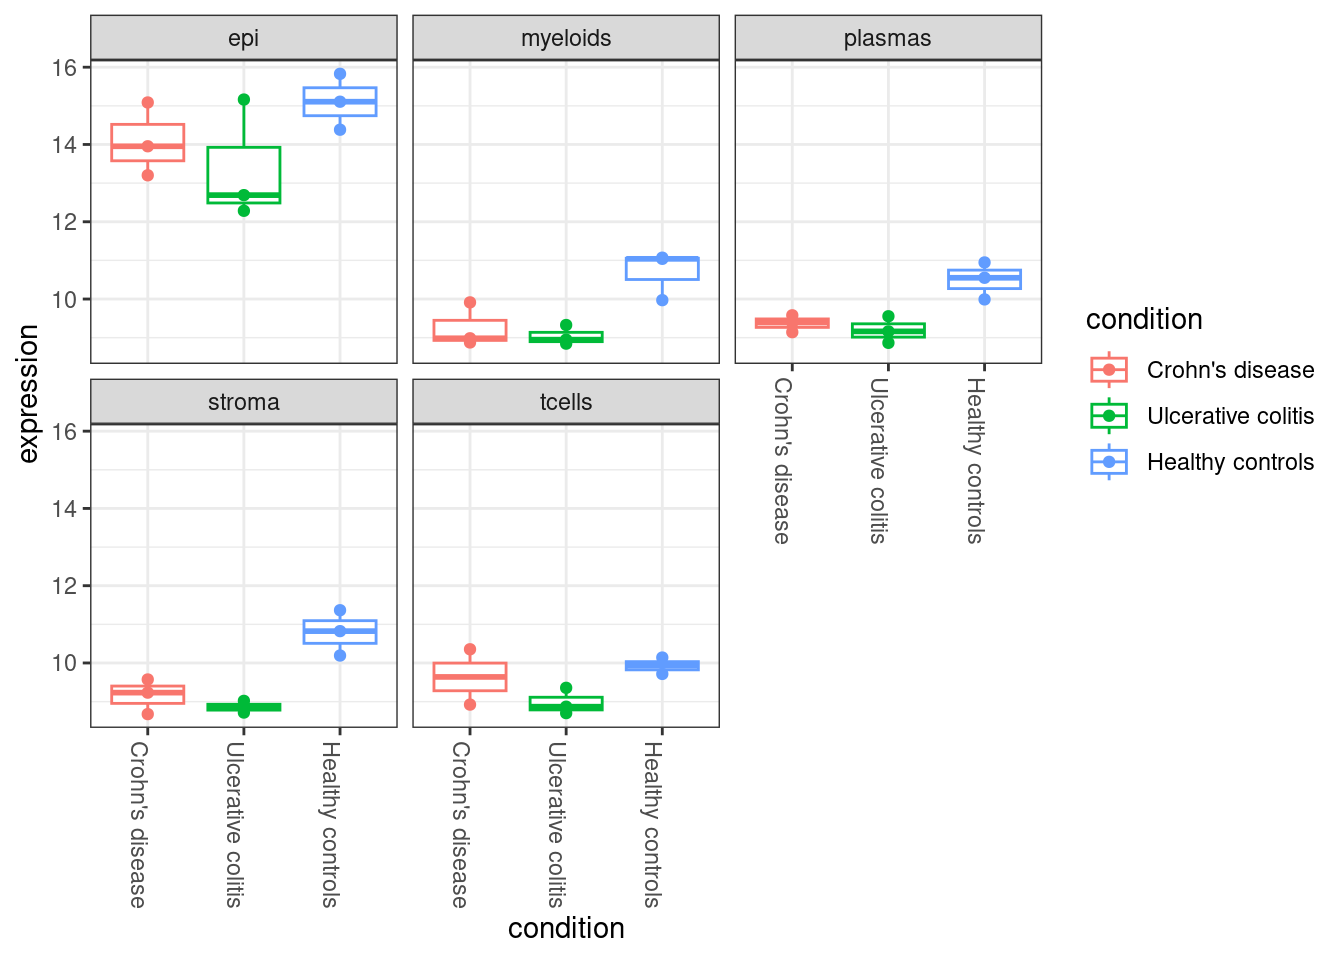 epi
myeloids
plasmas
16
14
12
10
expression
condition
Crohn's disease
Ulcerative colitis
Healthy controls
Crohn's disease
Ulcerative colitis
Healthy controls
stroma
tcells
16
14
12
10
Crohn's disease
Ulcerative colitis
Healthy controls
Crohn's disease
Ulcerative colitis
Healthy controls
condition